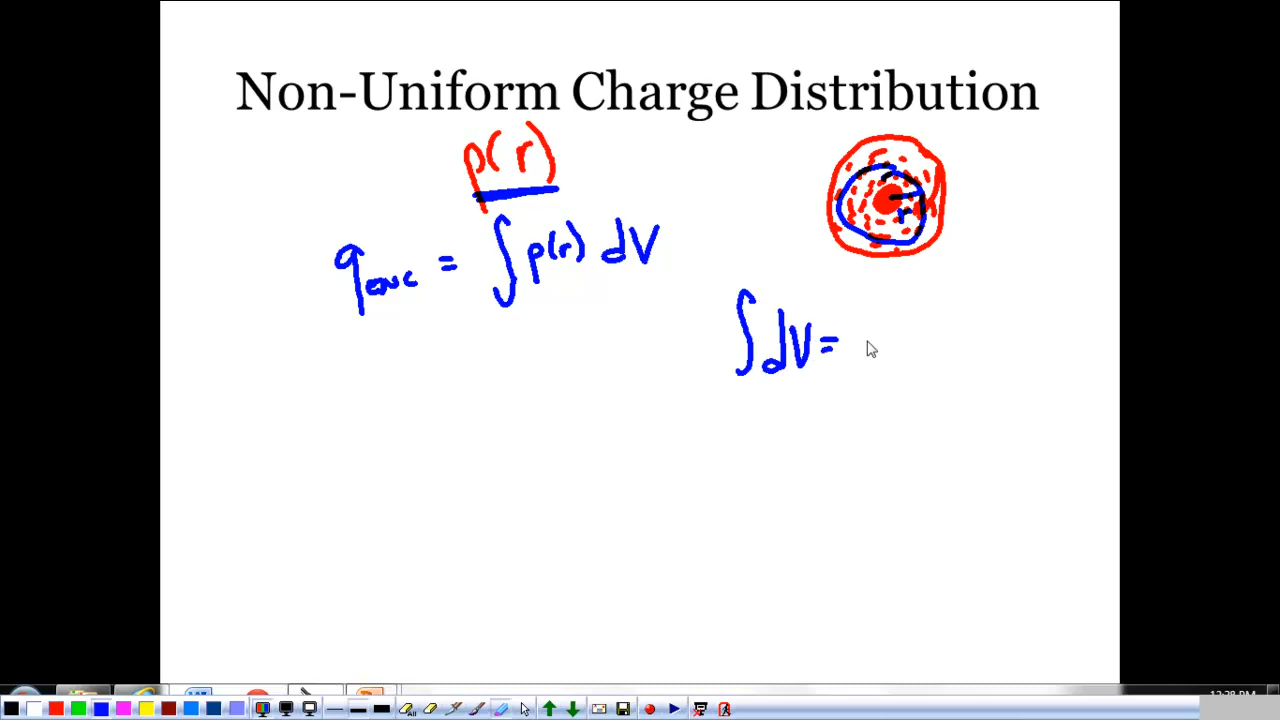 Non-Uniform Charge Distribution
ρ(r)
r
q_enc = ∫ρ(r) dV
∫dV =